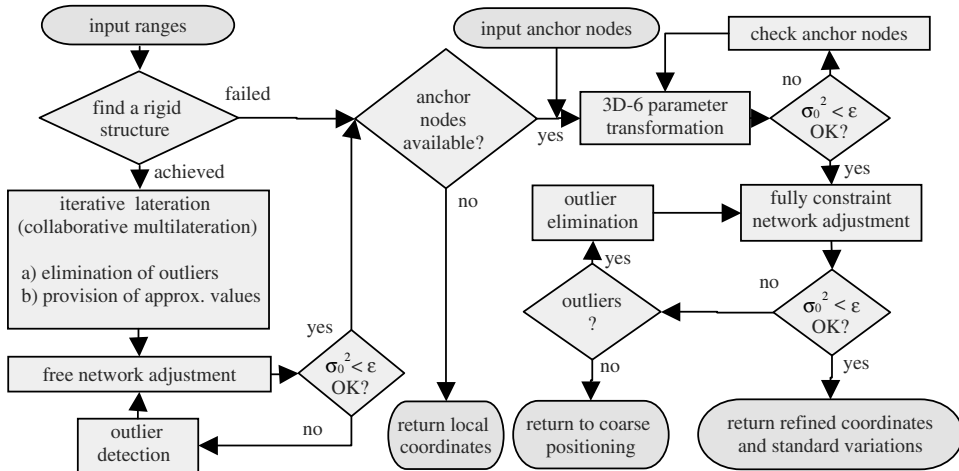 input ranges
find a rigid
structure
failed
achieved
iterative lateration
(collaborative multilateration)
a) elimination of outliers
b) provision of approx. values
free network adjustment
σ₀² < ε
OK?
yes
no
outlier
detection
anchor
nodes
available?
yes
no
return local
coordinates
input anchor nodes
3D-6 parameter
transformation
check anchor nodes
no
σ₀² < ε
OK?
yes
fully constraint
network adjustment
σ₀² < ε
OK?
no
yes
outliers
?
yes
outlier
elimination
no
return to coarse
positioning
return refined coordinates
and standard variations